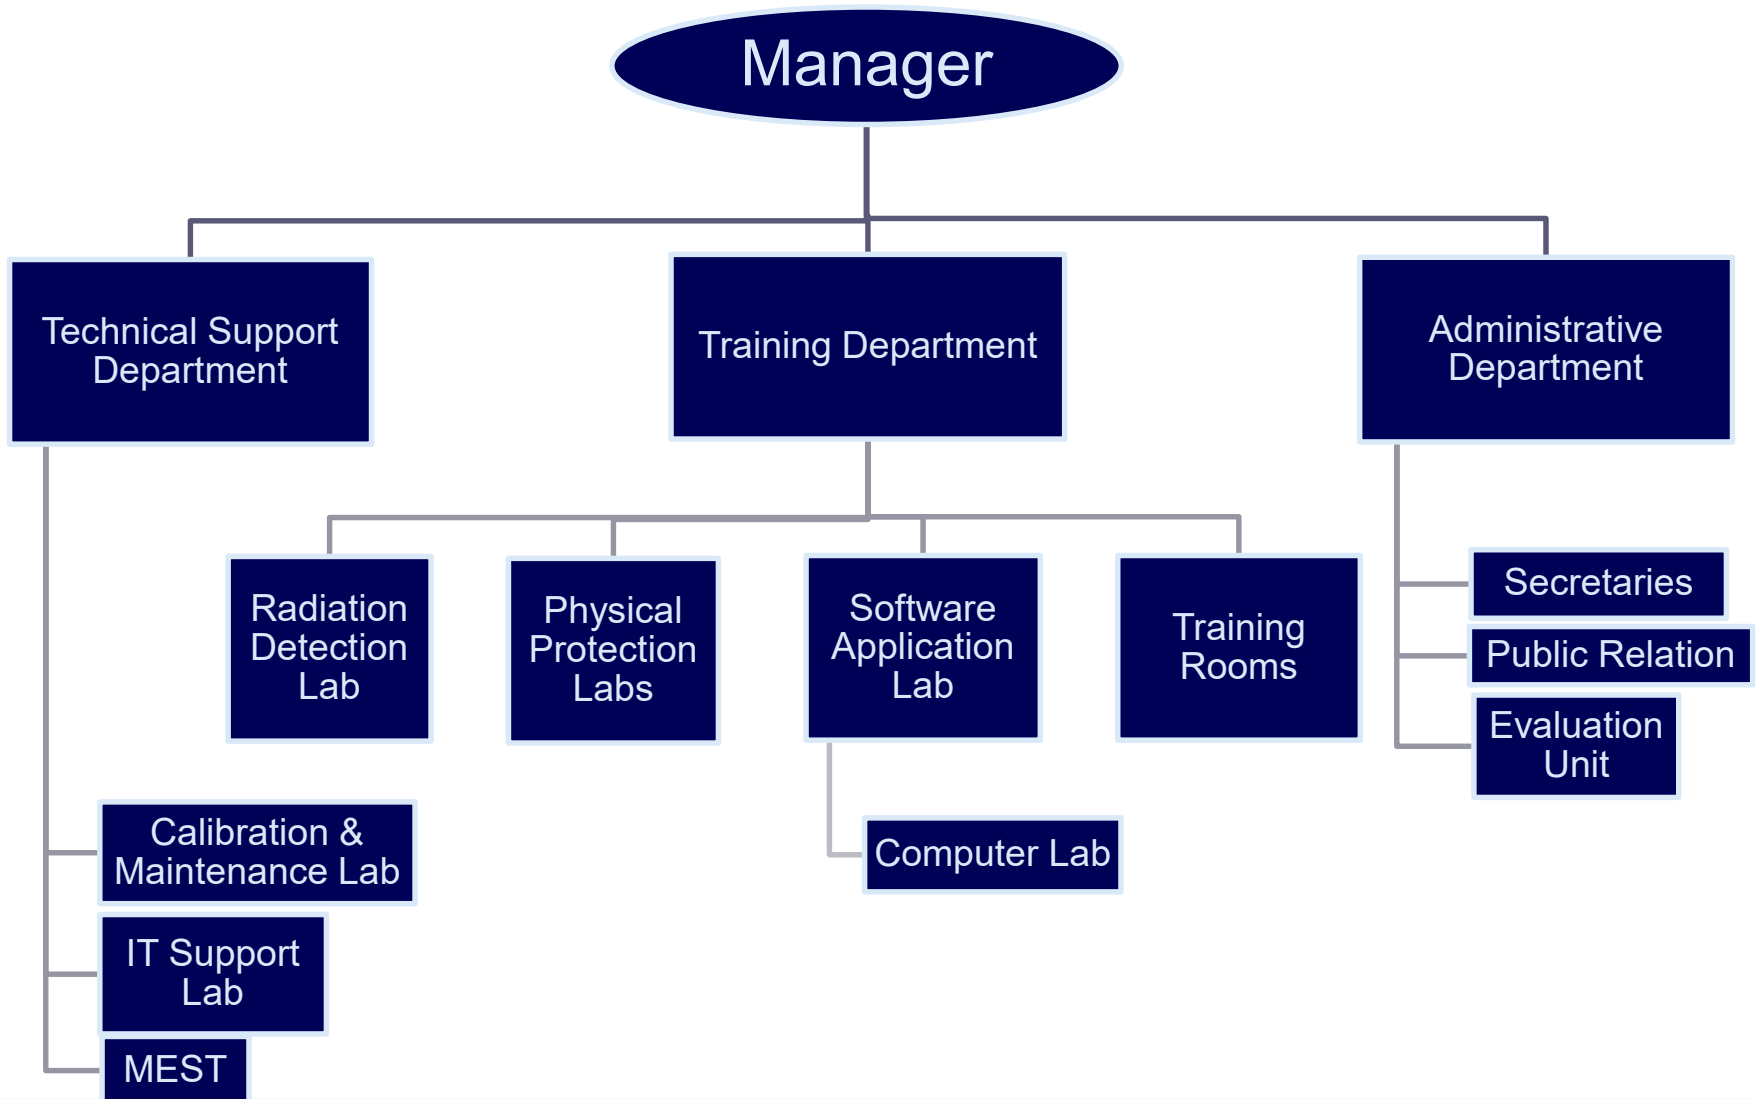 Manager
Technical Support
Department
Training Department
Administrative
Department
Radiation
Detection
Lab
Physical
Protection
Labs
Software
Application
Lab
Training
Rooms
Secretaries
Public Relation
Evaluation
Unit
Calibration &
Maintenance Lab
Computer Lab
IT Support
Lab
MEST